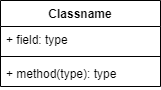 Classname
+ field: type
+ method(type): type